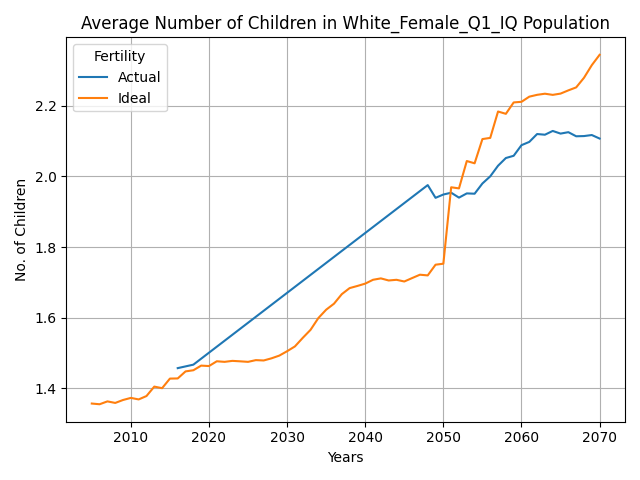 Average Number of Children in White_Female_Q1_IQ Population
Fertility
Actual
Ideal
No. of Children
2.2
2.0
1.8
1.6
1.4
2010 2020 2030 2040 2050 2060 2070
Years